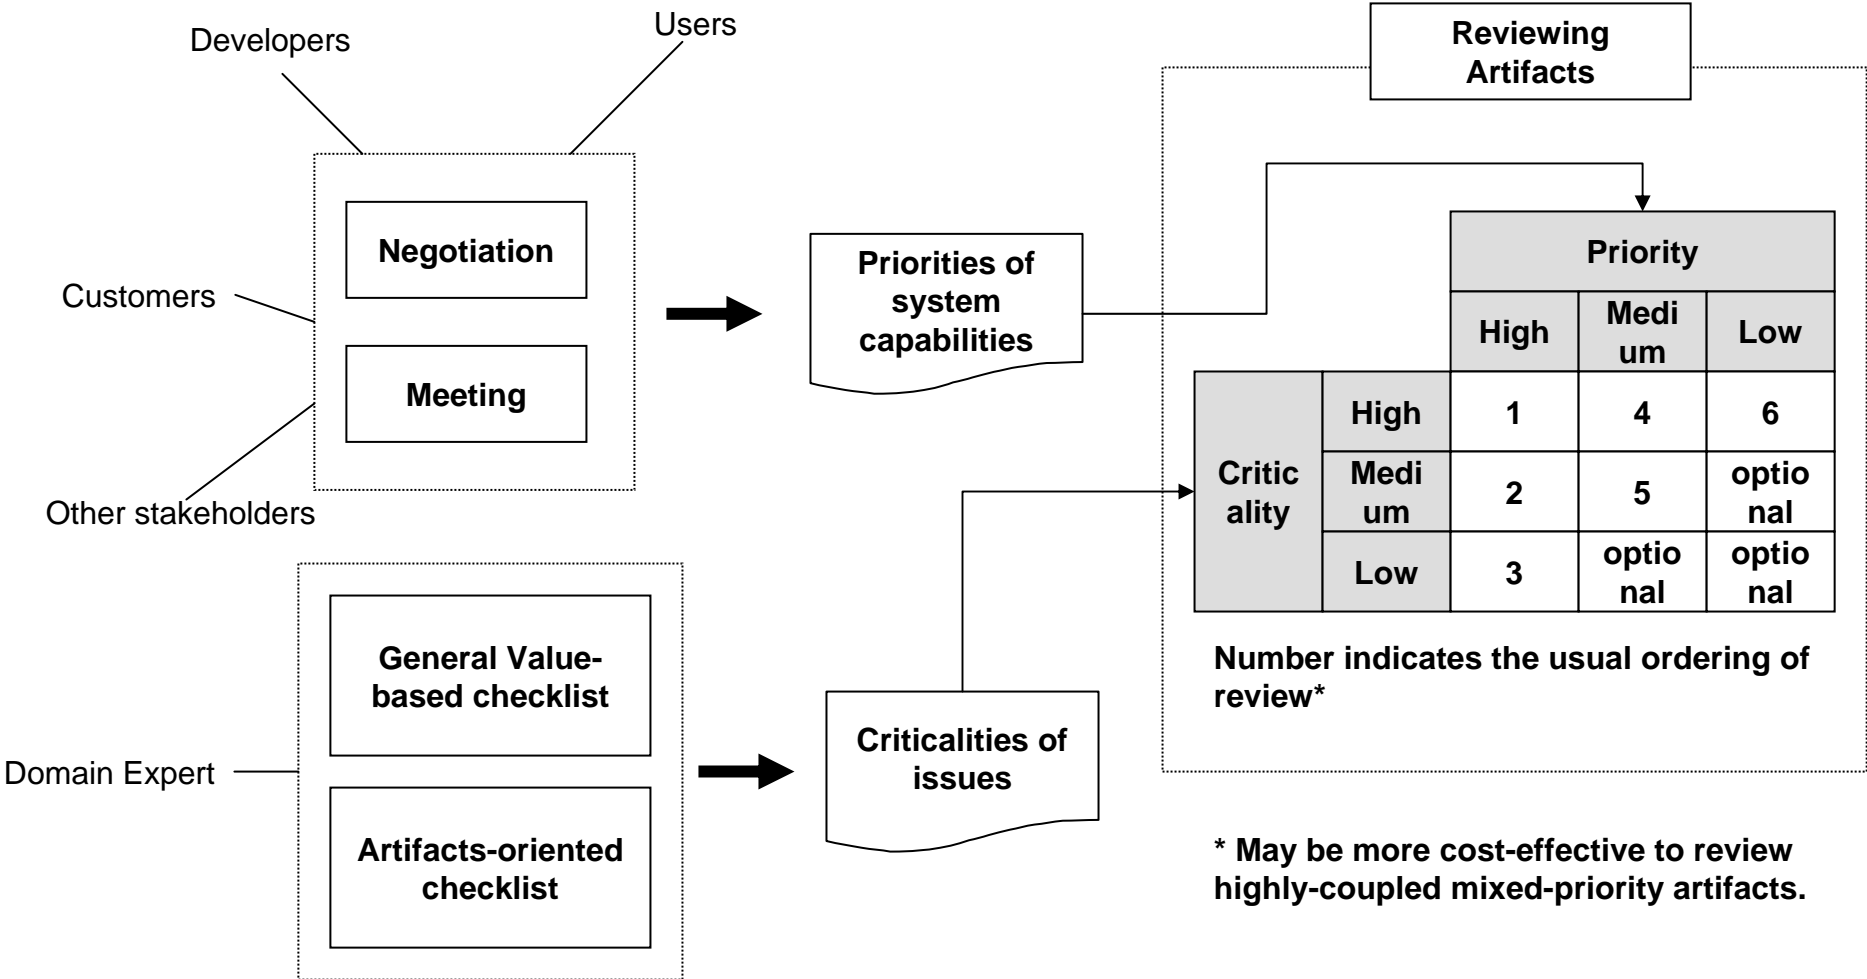 Developers
Users
Customers
Other stakeholders
Negotiation
Meeting
Priorities of
system
capabilities
Domain Expert
General Value-
based checklist
Artifacts-oriented
checklist
Criticalities of
issues
Reviewing
Artifacts
Priority
High
Medi
um
Low
Critic
ality
High
1
4
6
Medi
um
2
5
optio
nal
Low
3
optio
nal
optio
nal
Number indicates the usual ordering of
review*
* May be more cost-effective to review
highly-coupled mixed-priority artifacts.